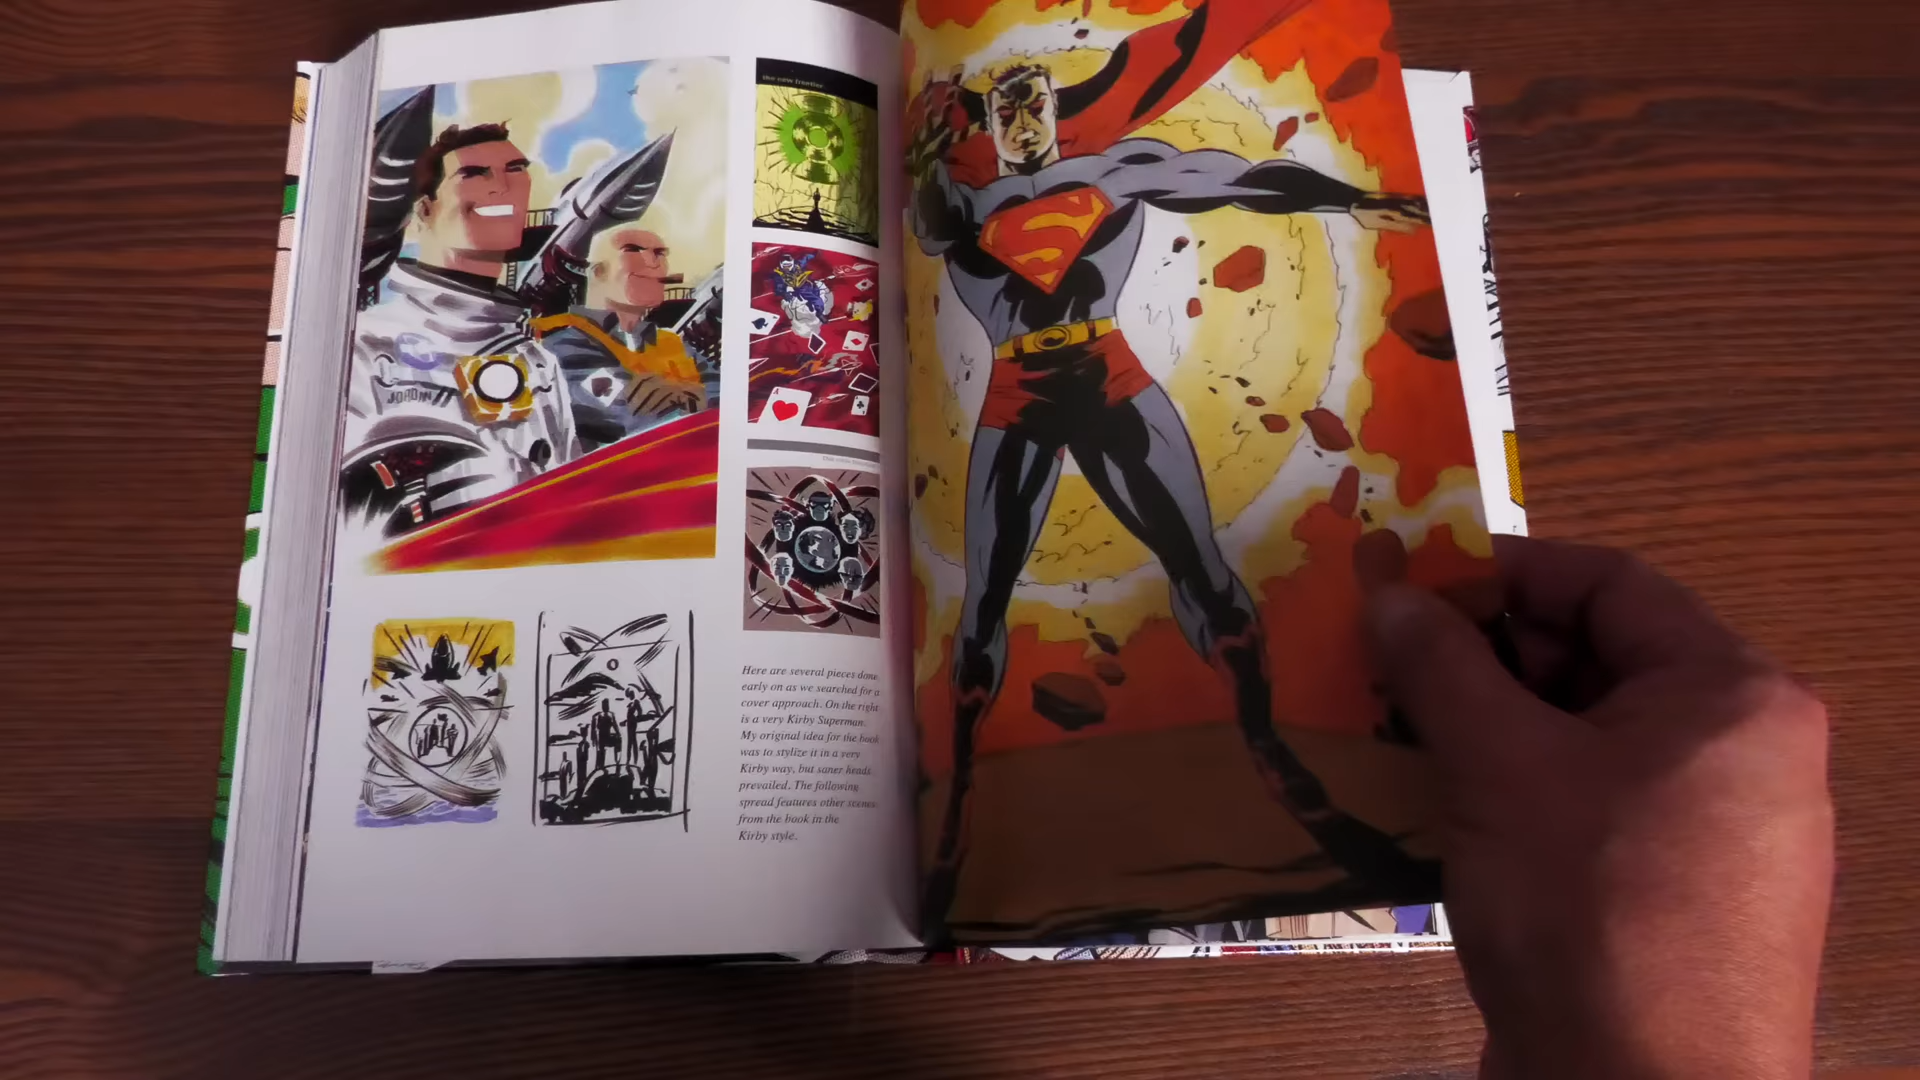 the new frontier
JORDAN
A
Here are several pieces done
early on as we searched for a
cover approach. On the right
is a very Kirby Superman.
My original idea for the book
was to stylize it in a very
Kirby way, but saner heads
prevailed. The following
spread features other scenes
from the book in the
Kirby style.
S